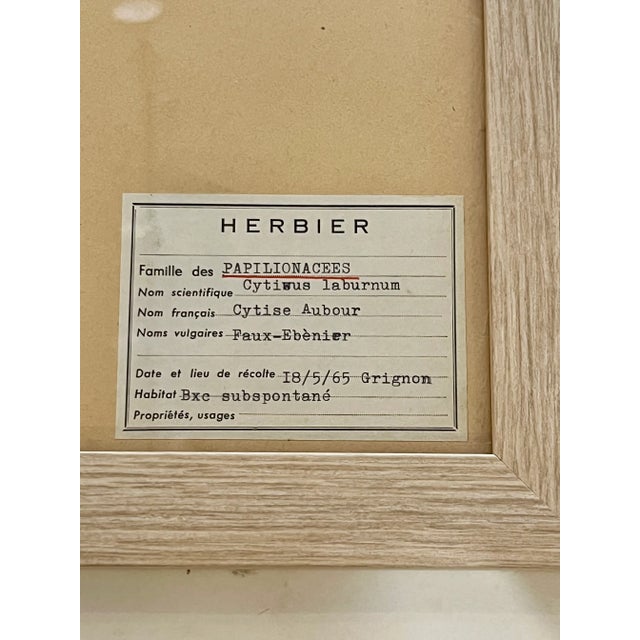 HERBIER
Famille des PAPILIONACEES
Nom scientifique Cytisus laburnum
Nom français Cytise Aubour
Noms vulgaires Faux-Ebènier
Date et lieu de récolte I8/5/65 Grignon
Habitat Bxc subspontané
Propriétés, usages